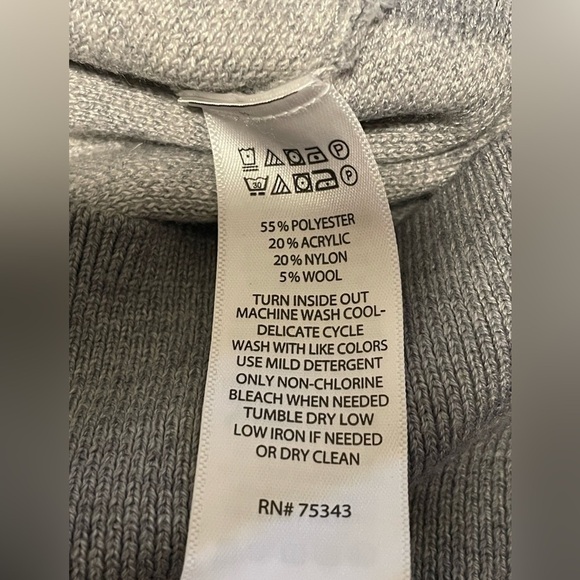 P
30 P
55% POLYESTER
20% ACRYLIC
20% NYLON
5% WOOL
TURN INSIDE OUT
MACHINE WASH COOL-
DELICATE CYCLE
WASH WITH LIKE COLORS
USE MILD DETERGENT
ONLY NON-CHLORINE
BLEACH WHEN NEEDED
TUMBLE DRY LOW
LOW IRON IF NEEDED
OR DRY CLEAN
RN# 75343